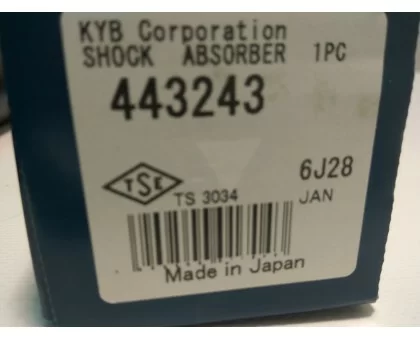 KYB Corporation
SHOCK ABSORBER 1PC
443243
TSE
TS 3034
6J28
JAN
Made in Japan